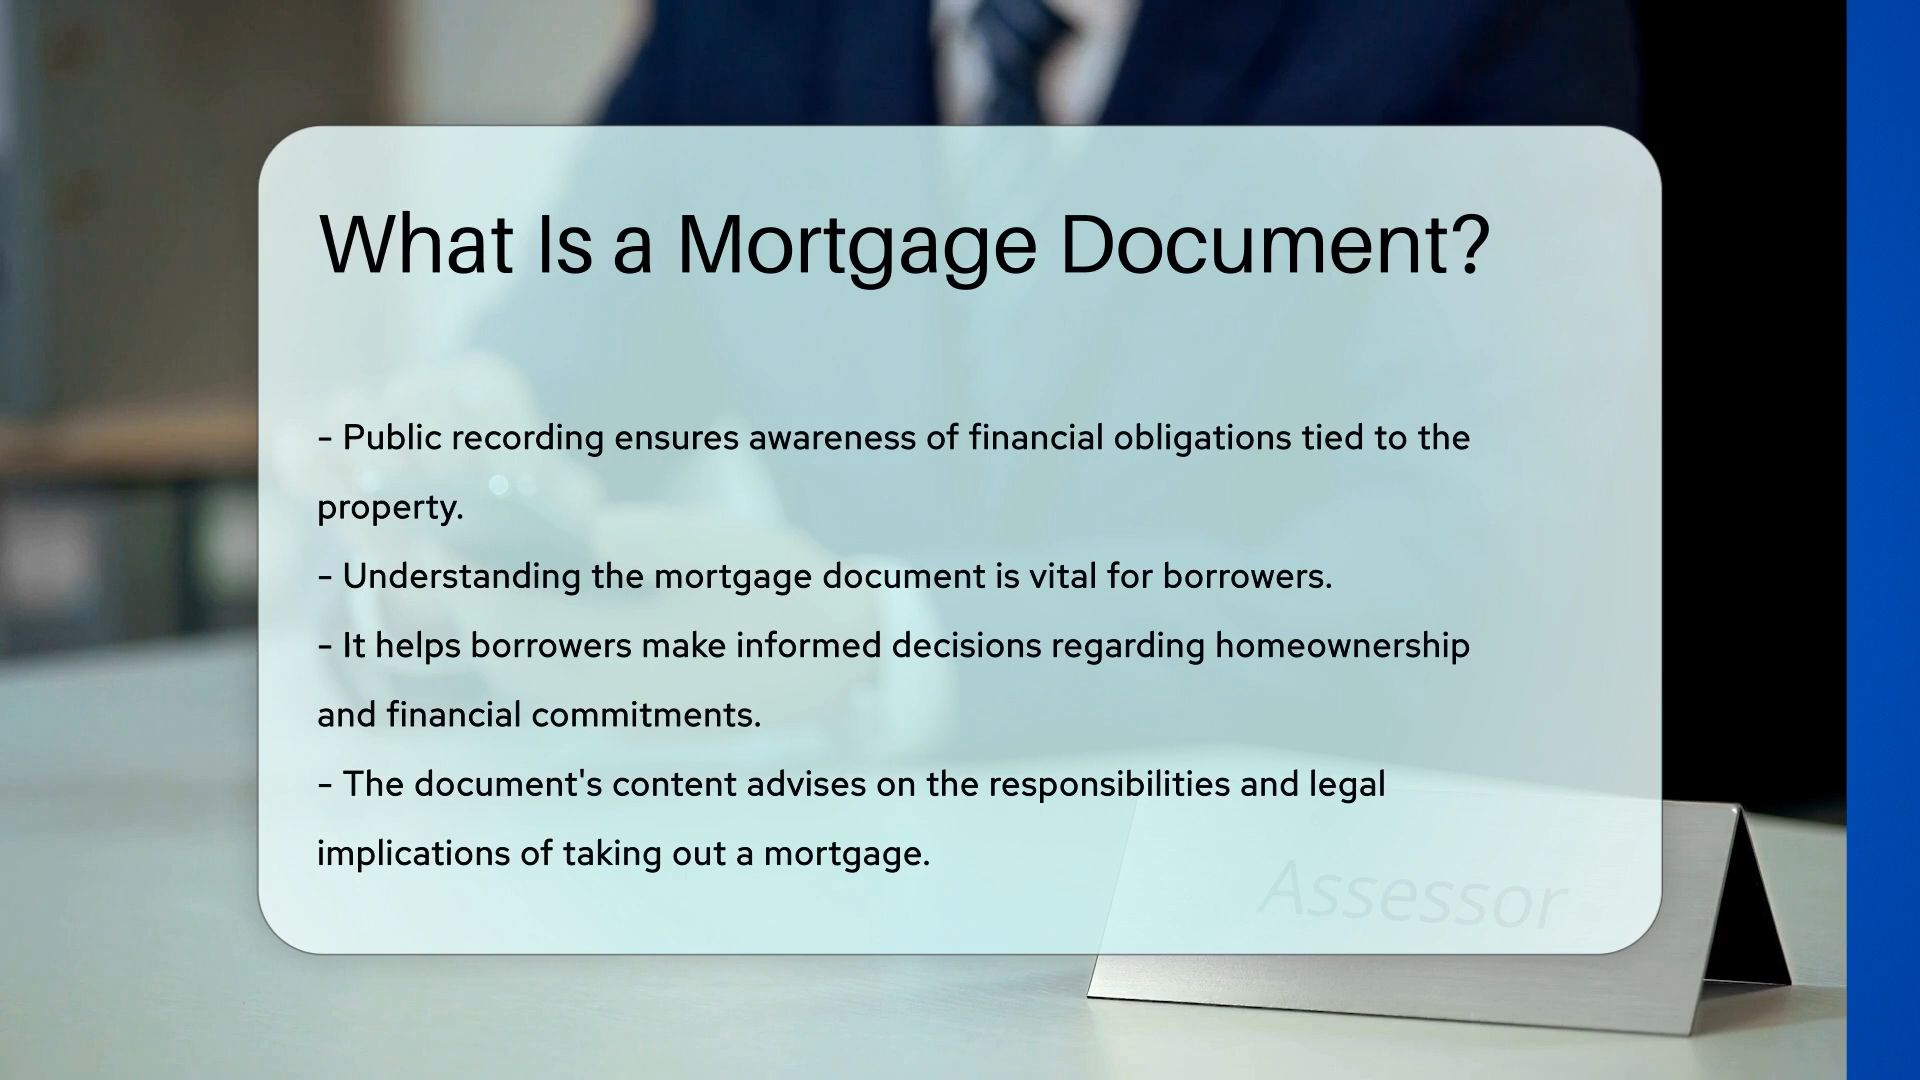 What Is a Mortgage Document?
- Public recording ensures awareness of financial obligations tied to the
property.
- Understanding the mortgage document is vital for borrowers.
- It helps borrowers make informed decisions regarding homeownership
and financial commitments.
- The document's content advises on the responsibilities and legal
implications of taking out a mortgage.
Assessor